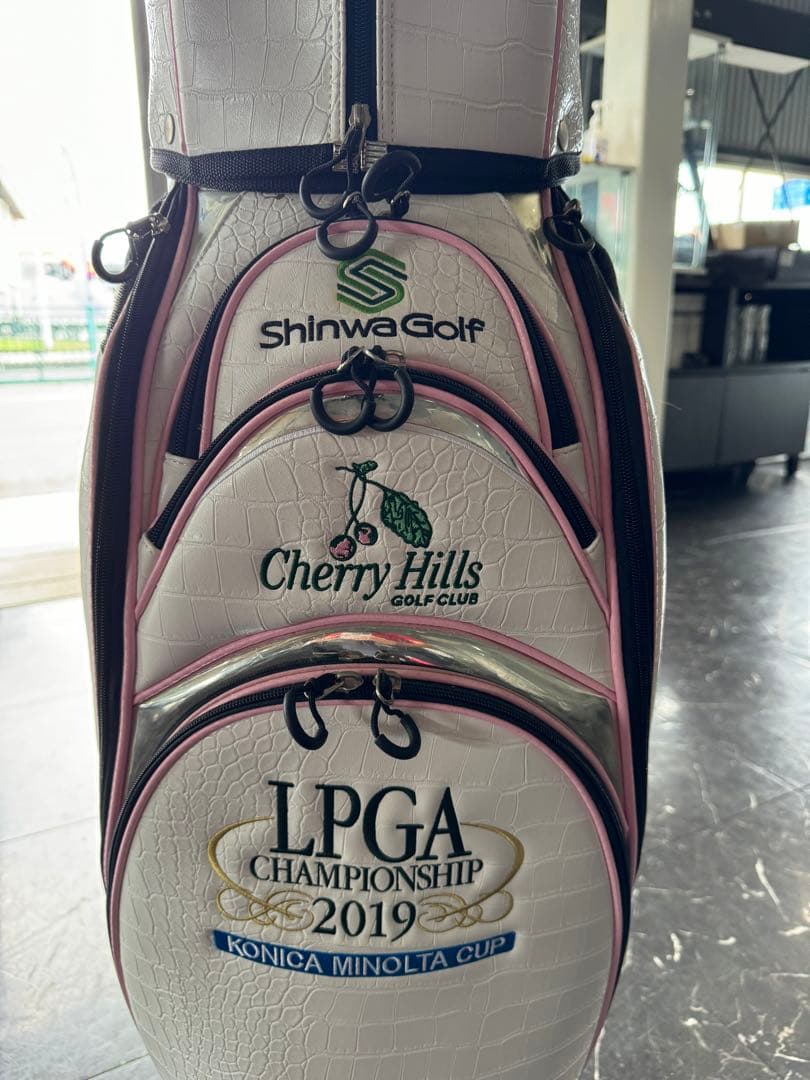 Shinwa Golf
Cherry Hills
GOLF CLUB
LPGA
CHAMPIONSHIP
2019
KONICA MINOLTA CUP